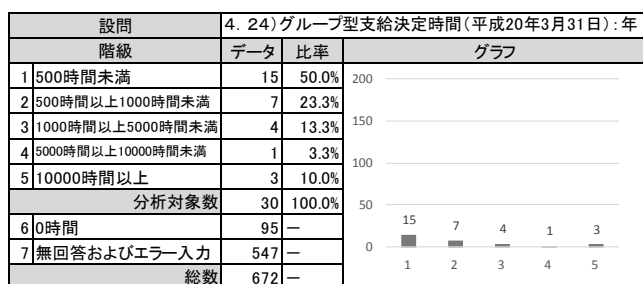 設問 4．24）グループ型支給決定時間（平成20年3月31日）：年
階級 データ 比率 グラフ
1 500時間未満 15 50.0%
2 500時間以上1000時間未満 7 23.3%
3 1000時間以上5000時間未満 4 13.3%
4 5000時間以上10000時間未満 1 3.3%
5 10000時間以上 3 10.0%
分析対象数 30 100.0%
6 0時間 95 －
7 無回答およびエラー入力 547 －
総数 672 －
200
150
100
50
0
15 7 4 1 3
1 2 3 4 5